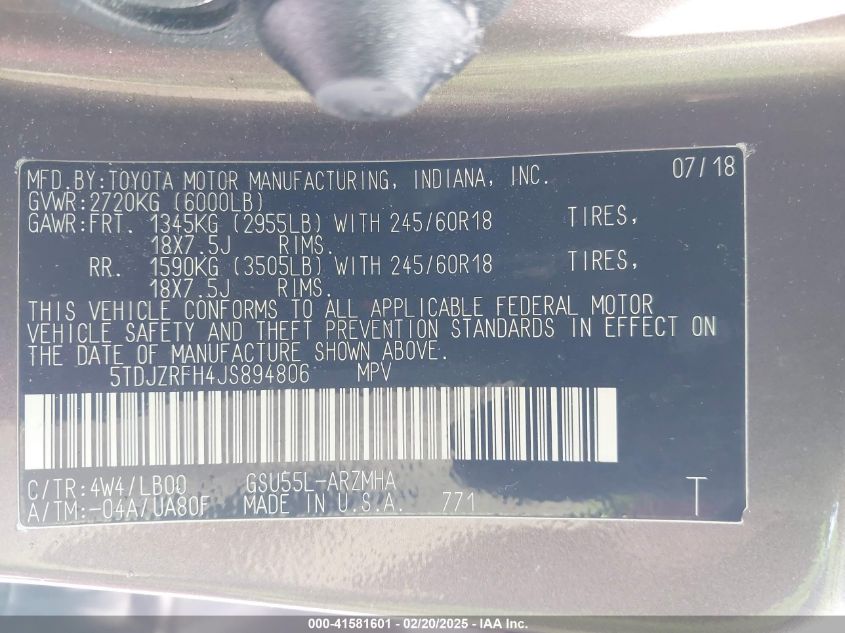 MFD.BY:TOYOTA MOTOR MANUFACTURING, INDIANA, INC. 07/18
GVWR:2720KG (6000LB)
GAWR:FRT. 1345KG (2955LB) WITH 245/60R18 TIRES,
18X7.5J RIMS.
RR. 1590KG (3505LB) WITH 245/60R18 TIRES,
18X7.5J RIMS.
THIS VEHICLE CONFORMS TO ALL APPLICABLE FEDERAL MOTOR
VEHICLE SAFETY AND THEFT PREVENTION STANDARDS IN EFFECT ON
THE DATE OF MANUFACTURE SHOWN ABOVE.
5TDJZRFH4JS894806 MPV
C/TR:4W4/LB00 GSU55L-ARZMHA
A/TM:-04A/UA80F MADE IN U.S.A. 771 T
000-41581601 - 02/20/2025 - Copyright © IAA, Inc.